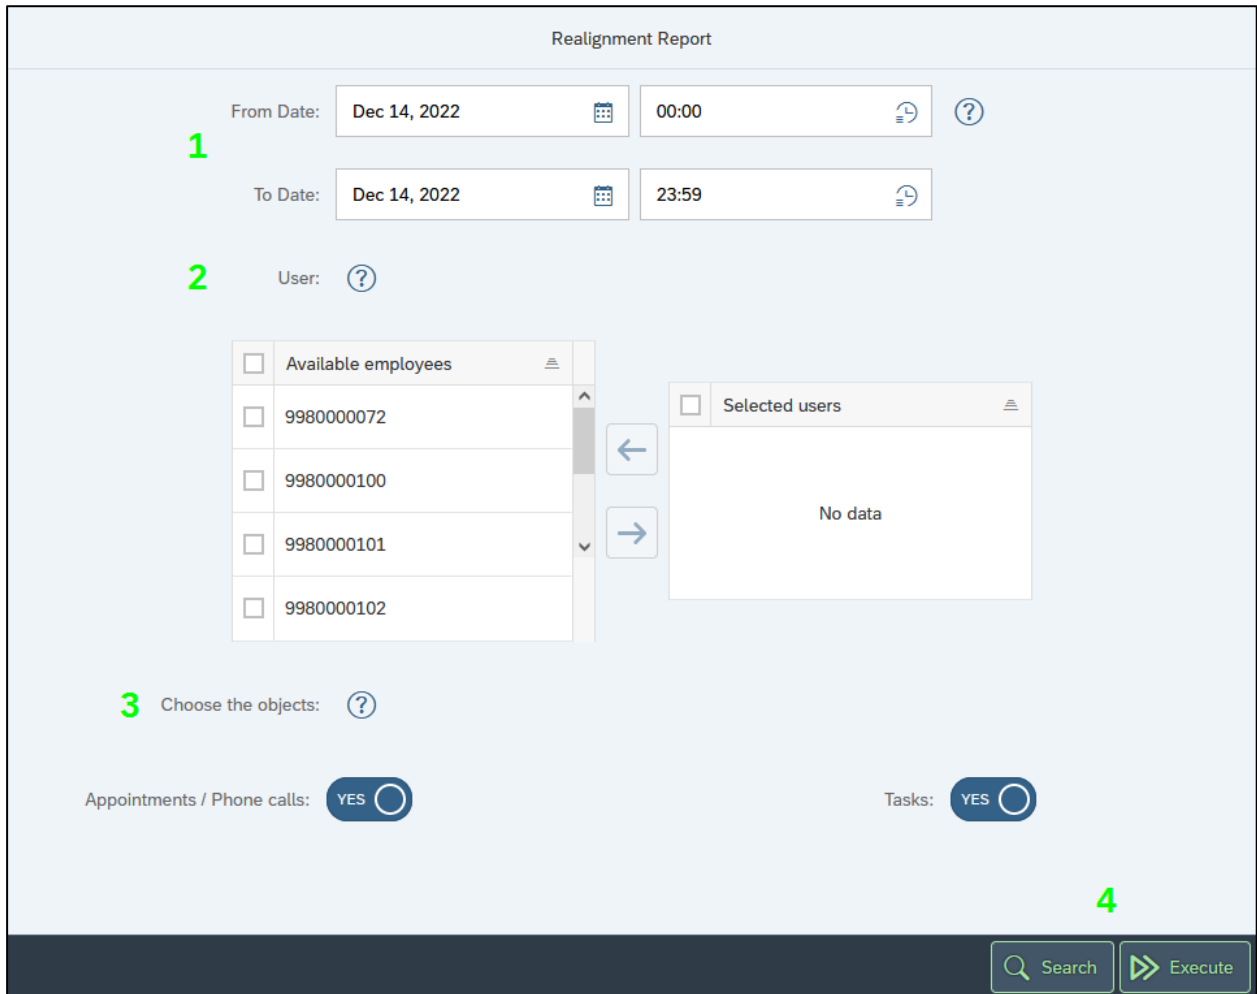 Realignment Report
From Date: Dec 14, 2022 00:00 ?
1
To Date: Dec 14, 2022 23:59
2 User: ?
Available employees
Selected users
9980000072
9980000100
No data
9980000101
9980000102
3 Choose the objects: ?
Appointments / Phone calls: YES Tasks: YES
4
Search Execute